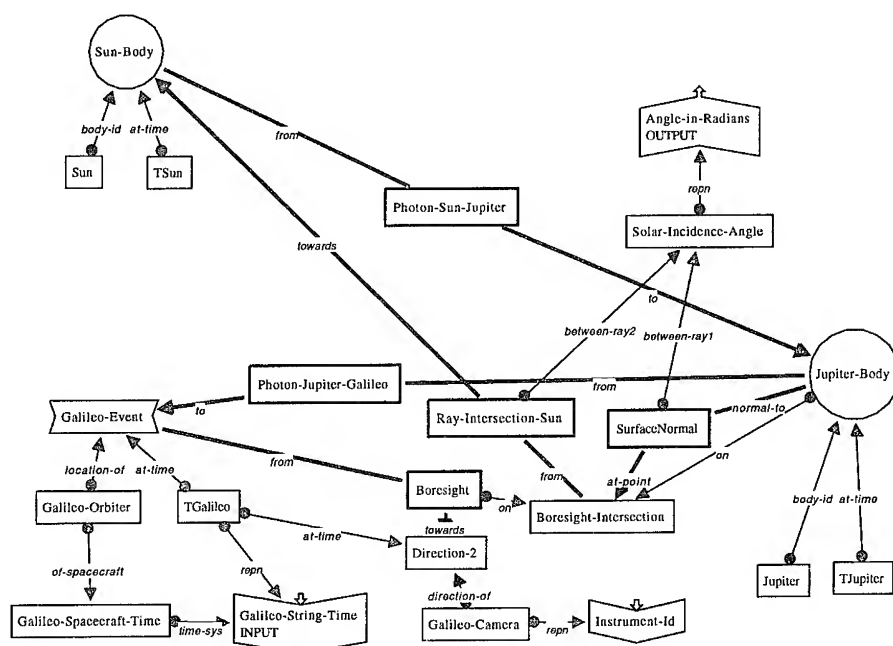 Sun-Body
body-id
at-time
Sun
TSun
from
Angle-in-Radians
OUTPUT
repn
Photon-Sun-Jupiter
Solar-Incidence-Angle
towards
to
between-ray2
between-ray1
Photon-Jupiter-Galileo
from
Jupiter-Body
to
Galileo-Event
Ray-Intersection-Sun
SurfaceNormal
normal-to
on
location-of
at-time
from
from
at-point
Galileo-Orbiter
TGalileo
Boresight
on
Boresight-Intersection
body-id
at-time
at-time
towards
Direction-2
of-spacecraft
repn
direction-of
Jupiter
TJupiter
Galileo-Spacecraft-Time
time-sys
Galileo-String-Time
INPUT
Galileo-Camera
repn
Instrument-Id